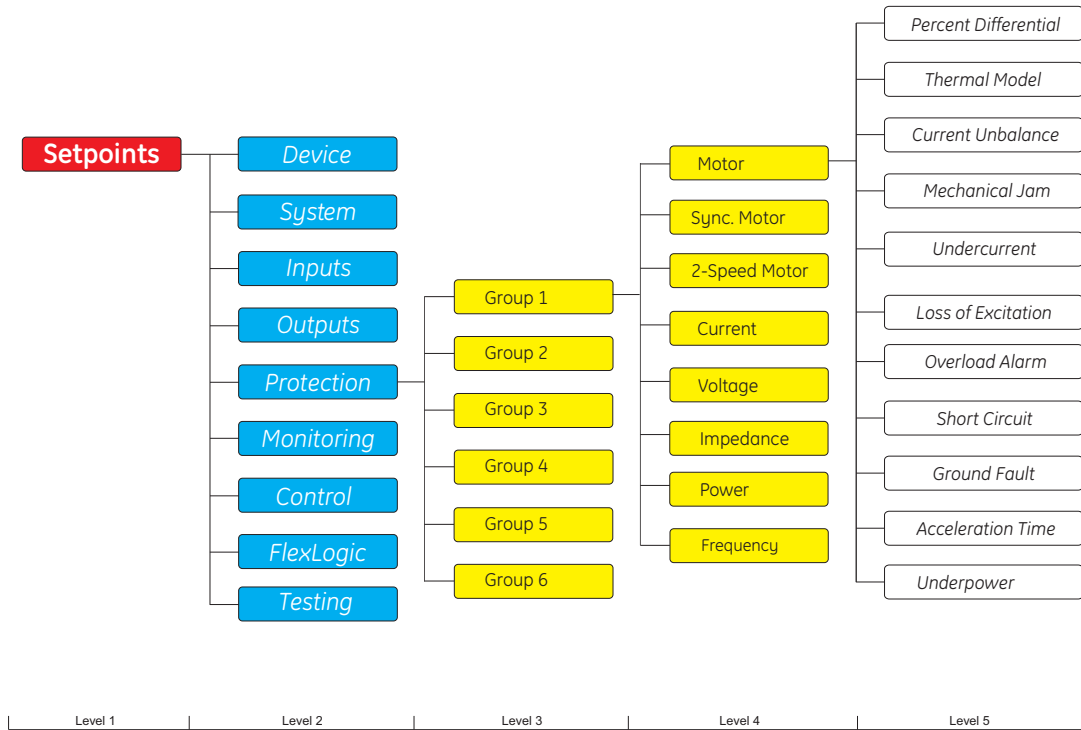 Setpoints
Device
System
Inputs
Outputs
Protection
Monitoring
Control
FlexLogic
Testing
Group 1
Group 2
Group 3
Group 4
Group 5
Group 6
Motor
Sync. Motor
2-Speed Motor
Current
Voltage
Impedance
Power
Frequency
Percent Differential
Thermal Model
Current Unbalance
Mechanical Jam
Undercurrent
Loss of Excitation
Overload Alarm
Short Circuit
Ground Fault
Acceleration Time
Underpower
Level 1
Level 2
Level 3
Level 4
Level 5